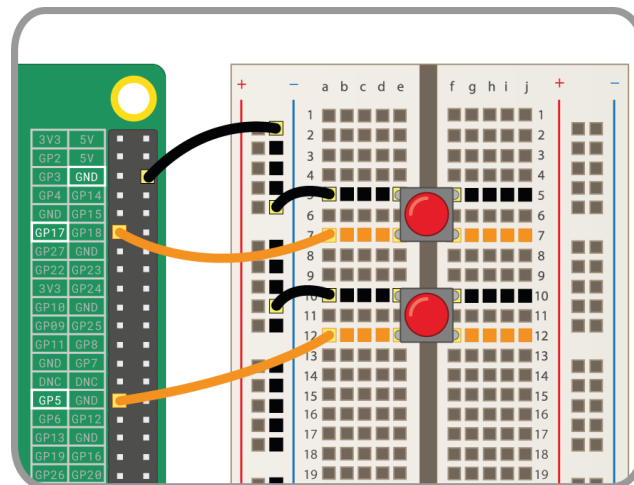 + − a b c d e f g h i j + −
1 1
3V3 5V 2 2
GP2 5V 3 3
GP3 GND 4 4
GP4 GP14 5 5
GND GP15 6 6
GP17 GP18 7 7
GP27 GND 8 8
GP22 GP23 9 9
3V3 GP24 10 10
GP10 GND 11 11
GP09 GP25 12 12
GP11 GP8 13 13
GND GP7 14 14
DNC DNC 15 15
GP5 GND 16 16
GP6 GP12 17 17
GP13 GND 18 18
GP19 GP16 19 19
GP26 GP20